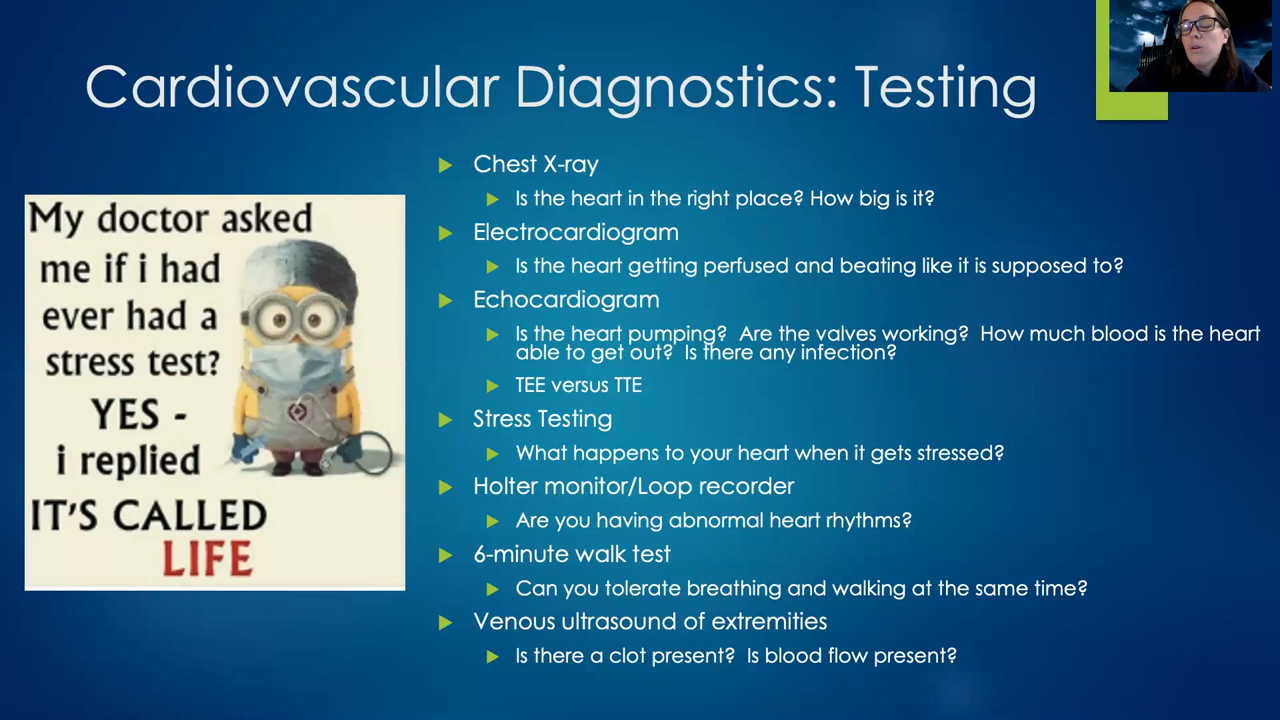 Cardiovascular Diagnostics: Testing
My doctor asked
me if i had
ever had a
stress test?
YES -
i replied
IT'S CALLED
LIFE
Chest X-ray
Is the heart in the right place? How big is it?
Electrocardiogram
Is the heart getting perfused and beating like it is supposed to?
Echocardiogram
Is the heart pumping?  Are the valves working?  How much blood is the heart
able to get out?  Is there any infection?
TEE versus TTE
Stress Testing
What happens to your heart when it gets stressed?
Holter monitor/Loop recorder
Are you having abnormal heart rhythms?
6-minute walk test
Can you tolerate breathing and walking at the same time?
Venous ultrasound of extremities
Is there a clot present?  Is blood flow present?